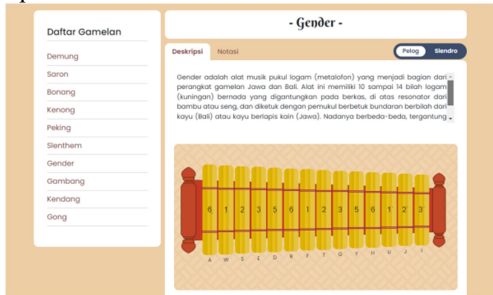 Daftar Gamelan
Demung
Saron
Bonang
Kenong
Peking
Slenthem
Gender
Gambang
Kendang
Gong
- Gender -
Deskripsi Notasi Pelog Slendro
Gender adalah alat musik pukul logam (metalofon) yang menjadi bagian dari
perangkat gamelan Jawa dan Bali. Alat ini memiliki 10 sampai 14 bilah logam
(kuningan) bernada yang digantungkan pada berkas, di atas resonator dari
bambu atau seng, dan diketuk dengan pemukul berbetuk bundaran berbilah dari
kayu (Bali) atau kayu berlapis kain (Jawa). Nadanya berbeda-beda, tergantung
6 1 2 3 5 6 1 2 3 5 6 1 2 3
A W S E D R F T G Y H U J I